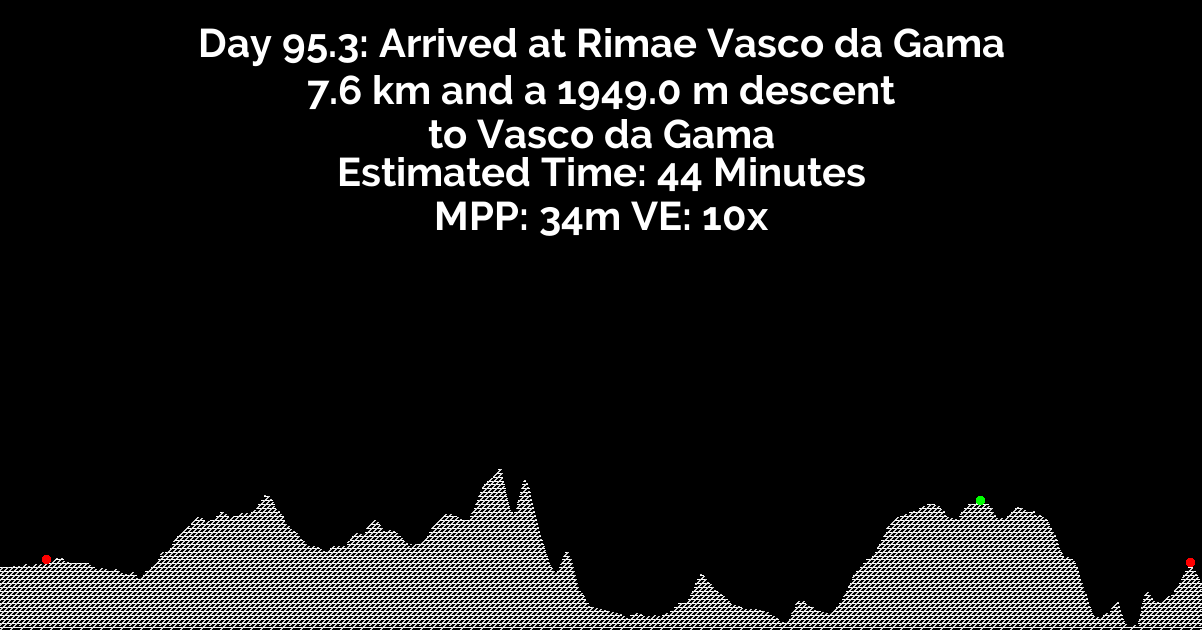 Day 95.3: Arrived at Rimae Vasco da Gama
7.6 km and a 1949.0 m descent
to Vasco da Gama
Estimated Time: 44 Minutes
MPP: 34m VE: 10x